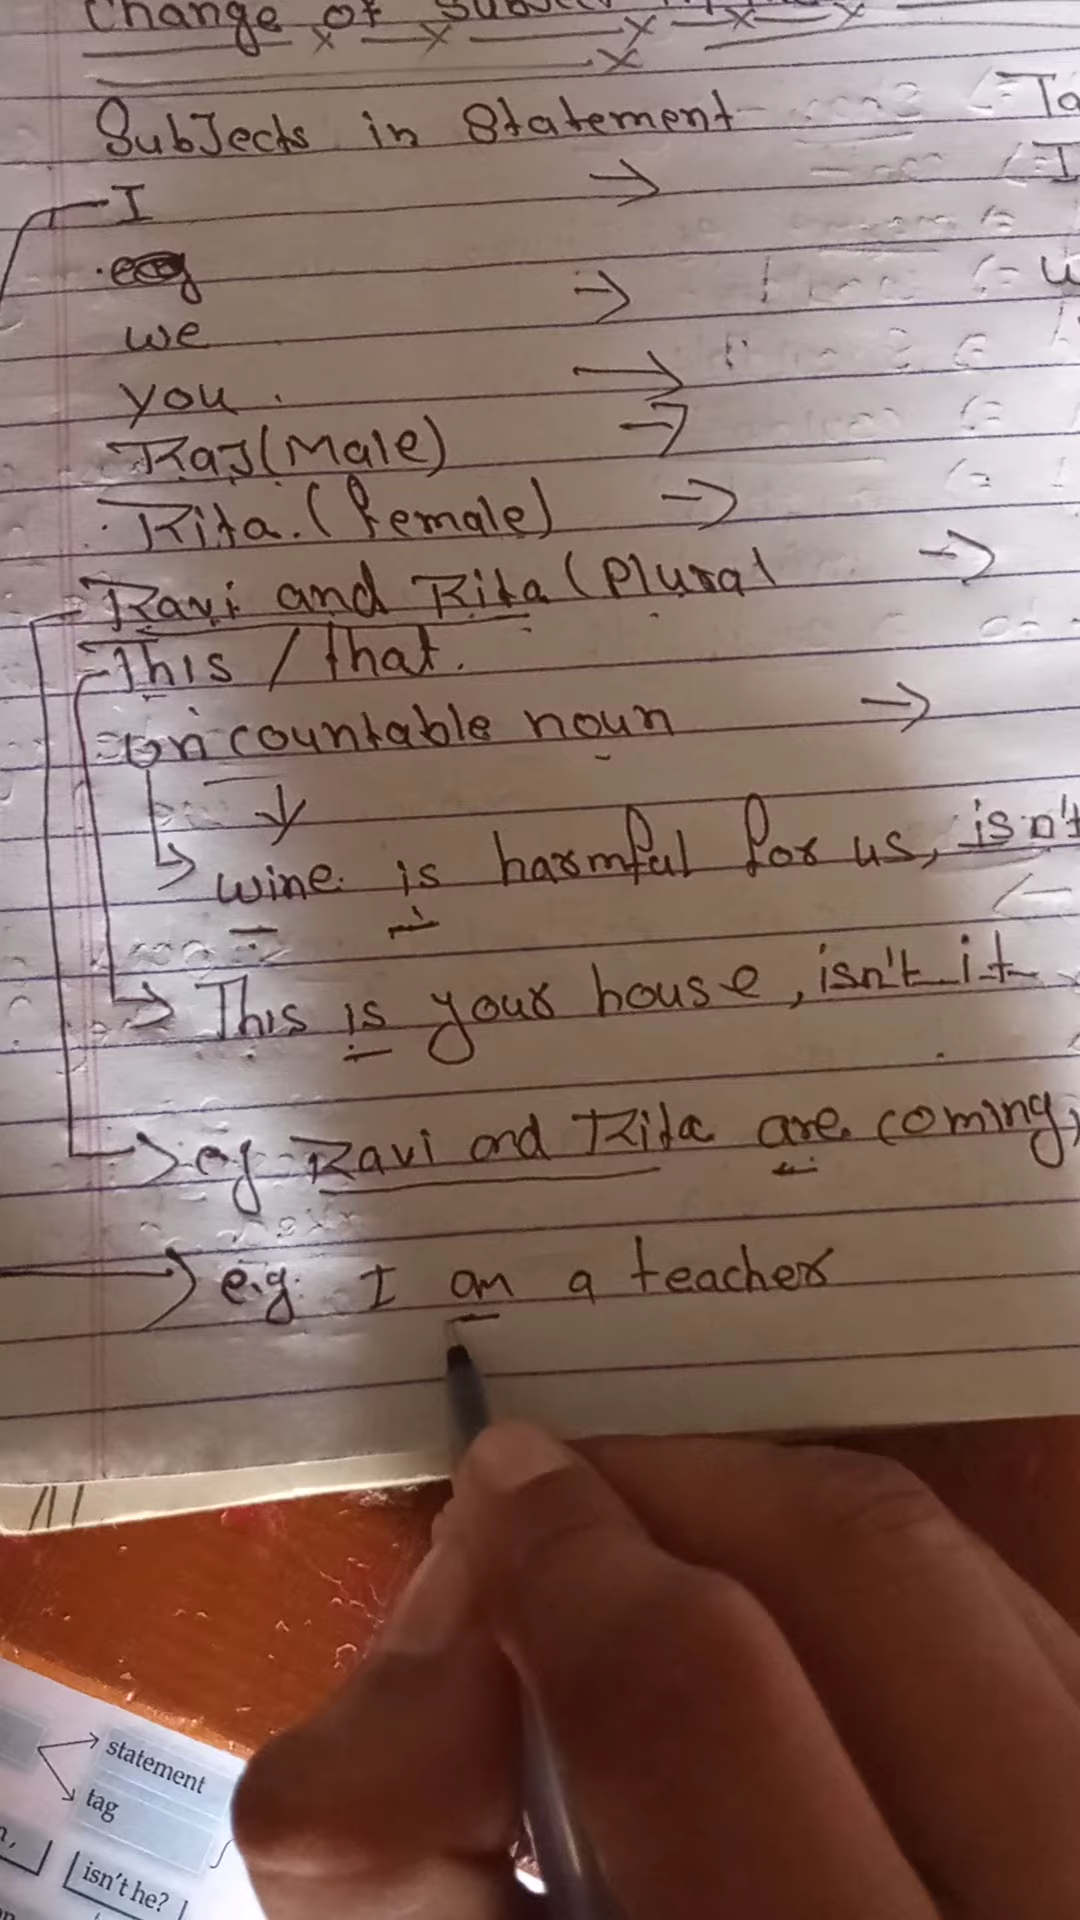 Change of Subject
Subjects in Statement
I → I
we →
you. →
Raj (Male) →
Rita. (female) →
Ravi and Rita (Plural →
This / that.
Uncountable noun →
wine is harmful for us, isn't
This is your house, isn't it
e.g Ravi and Rita are coming,
e.g. I am a teacher
statement
tag
isn't he?